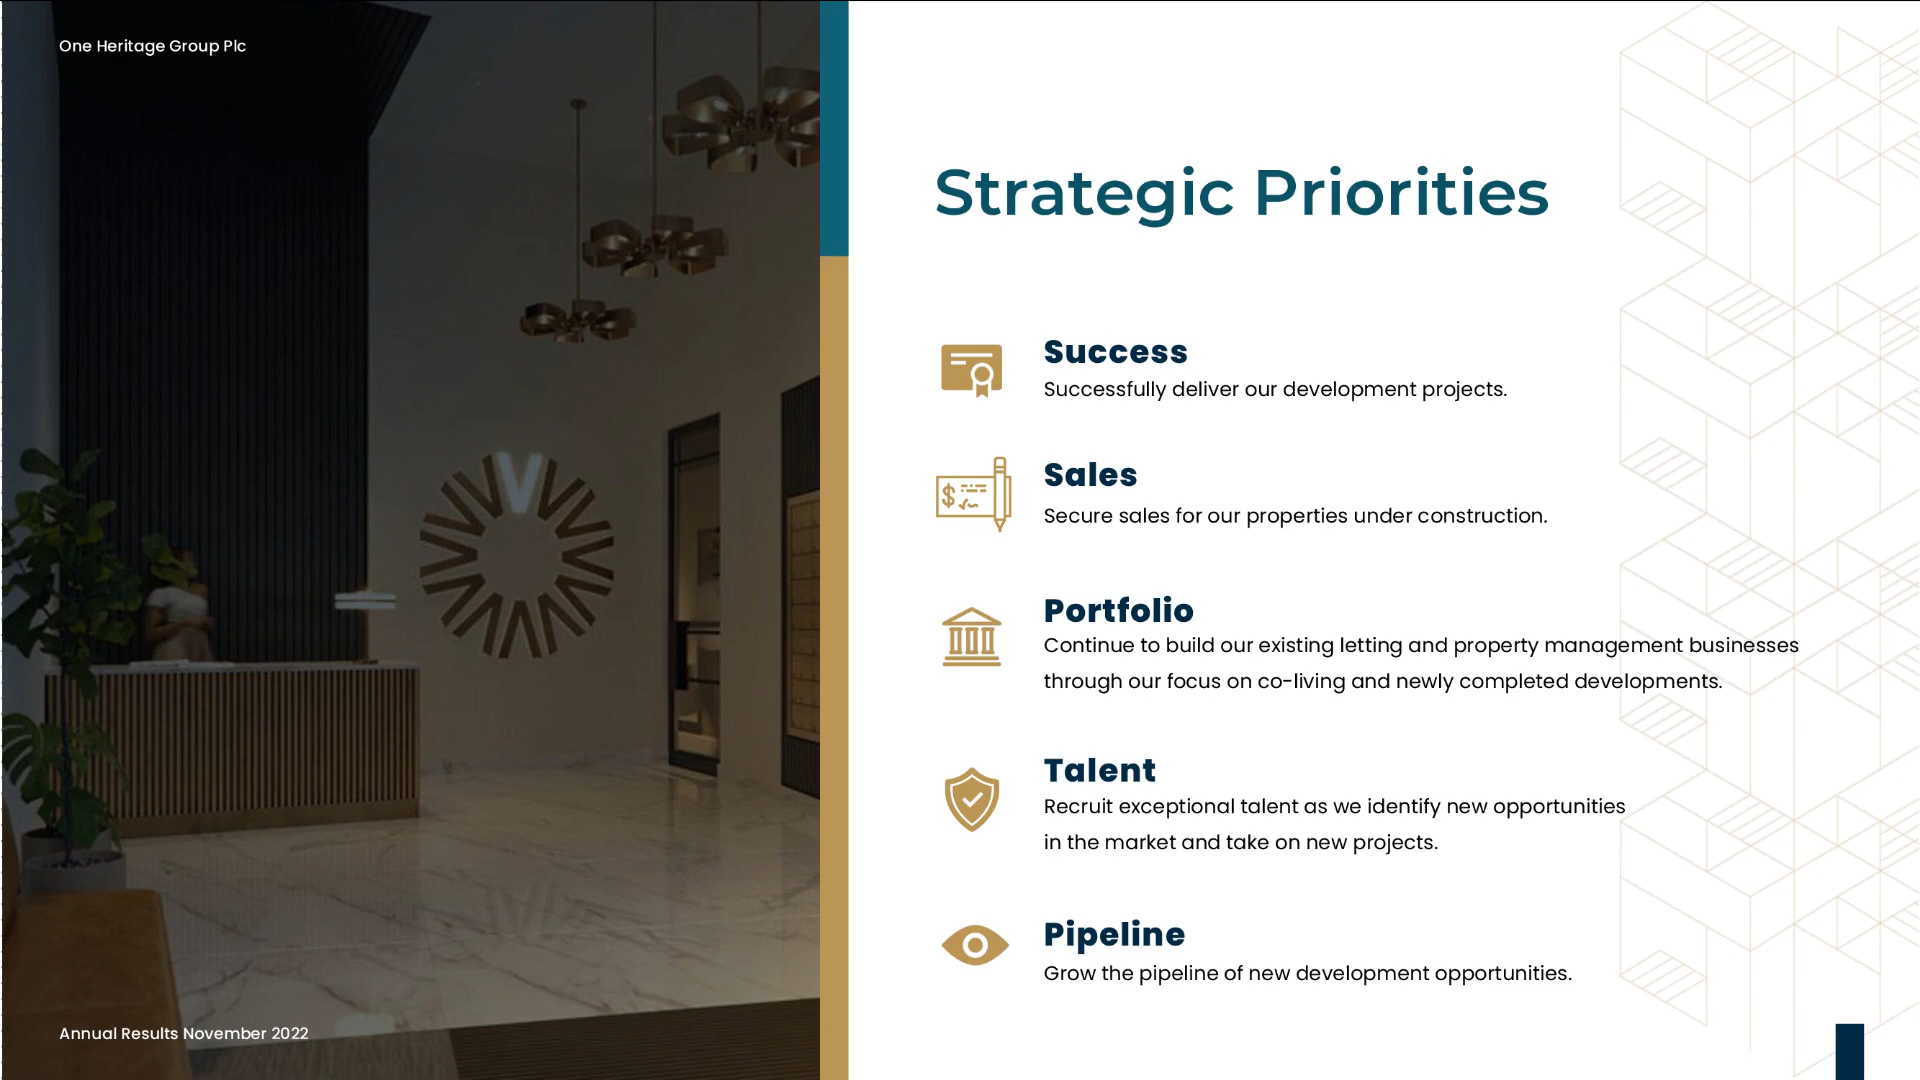 One Heritage Group Plc
Strategic Priorities
Success
Successfully deliver our development projects.
Sales
Secure sales for our properties under construction.
Portfolio
Continue to build our existing letting and property management businesses
through our focus on co-living and newly completed developments.
Talent
Recruit exceptional talent as we identify new opportunities
in the market and take on new projects.
Pipeline
Grow the pipeline of new development opportunities.
Annual Results November 2022